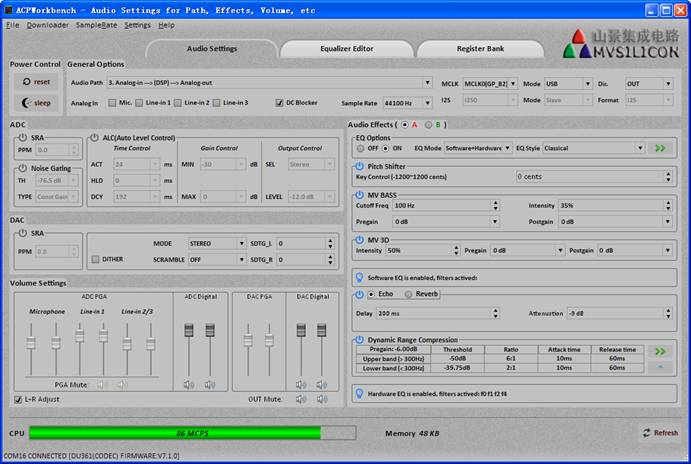 ACPWorkbench - Audio Settings for Path, Effects, Volume, etc
File Downloader SampleRate Settings Help
Audio Settings Equalizer Editor Register Bank
山景集成电路
MVSILICON
Power Control General Options
reset
sleep
Audio Path 3. Analog-in --->[DSP]---> Analog-out
MCLK MCLK0[GP_B2] Mode USB Dir. OUT
Analog In Mic. Line-in 1 Line-in 2 Line-in 3 DC Blocker Sample Rate 44100 Hz
I2S I2S0 Mode Slave Format I2S
ADC
SRA
PPM 0.0
Noise Gating
TH -76.5 dB
TYPE Const Gain
ALC(Auto Level Control)
Time Control Gain Control Output Control
ACT 24 ms MIN -30 dB SEL Stereo
HLD 0 ms
DCY 192 ms MAX 0 dB LEVEL -12.0 dB
DAC
SRA
PPM 0.0
MODE STEREO SDTG_L 0
DITHER SCRAMBLE OFF SDTG_R 0
Volume Settings
ADC PGA ADC Digital DAC PGA DAC Digital
Microphone Line-in 1 Line-in 2/3
PGA Mute:
L=R Adjust OUT Mute:
Audio Effects ( A B )
EQ Options
OFF ON EQ Mode Software+Hardware EQ Style Classical >>
Pitch Shifter
Key Control (-1200~1200 cents) 0 cents
MV BASS
Cutoff Freq 100 Hz Intensity 35%
Pregain 0 dB Postgain 0 dB
MV 3D
Intensity 50% Pregain 0 dB Postgain 0 dB
Software EQ is enabled, filters actived:
Echo Reverb
Delay 200 ms Attenuation -9 dB
Dynamic Range Compression
Pregain: -6.00dB Threshold Ratio Attack time Release time
Upper band (> 300Hz) -50dB 6:1 10ms 60ms
Lower band (< 300Hz) -39.75dB 2:1 10ms 60ms
>>
Hardware EQ is enabled, filters actived: f0 f1 f2 f4
CPU 86 MCPS Memory 48 KB Refresh
COM16 CONNECTED [DU361(CODEC) FIRMWARE:V7.1.0]